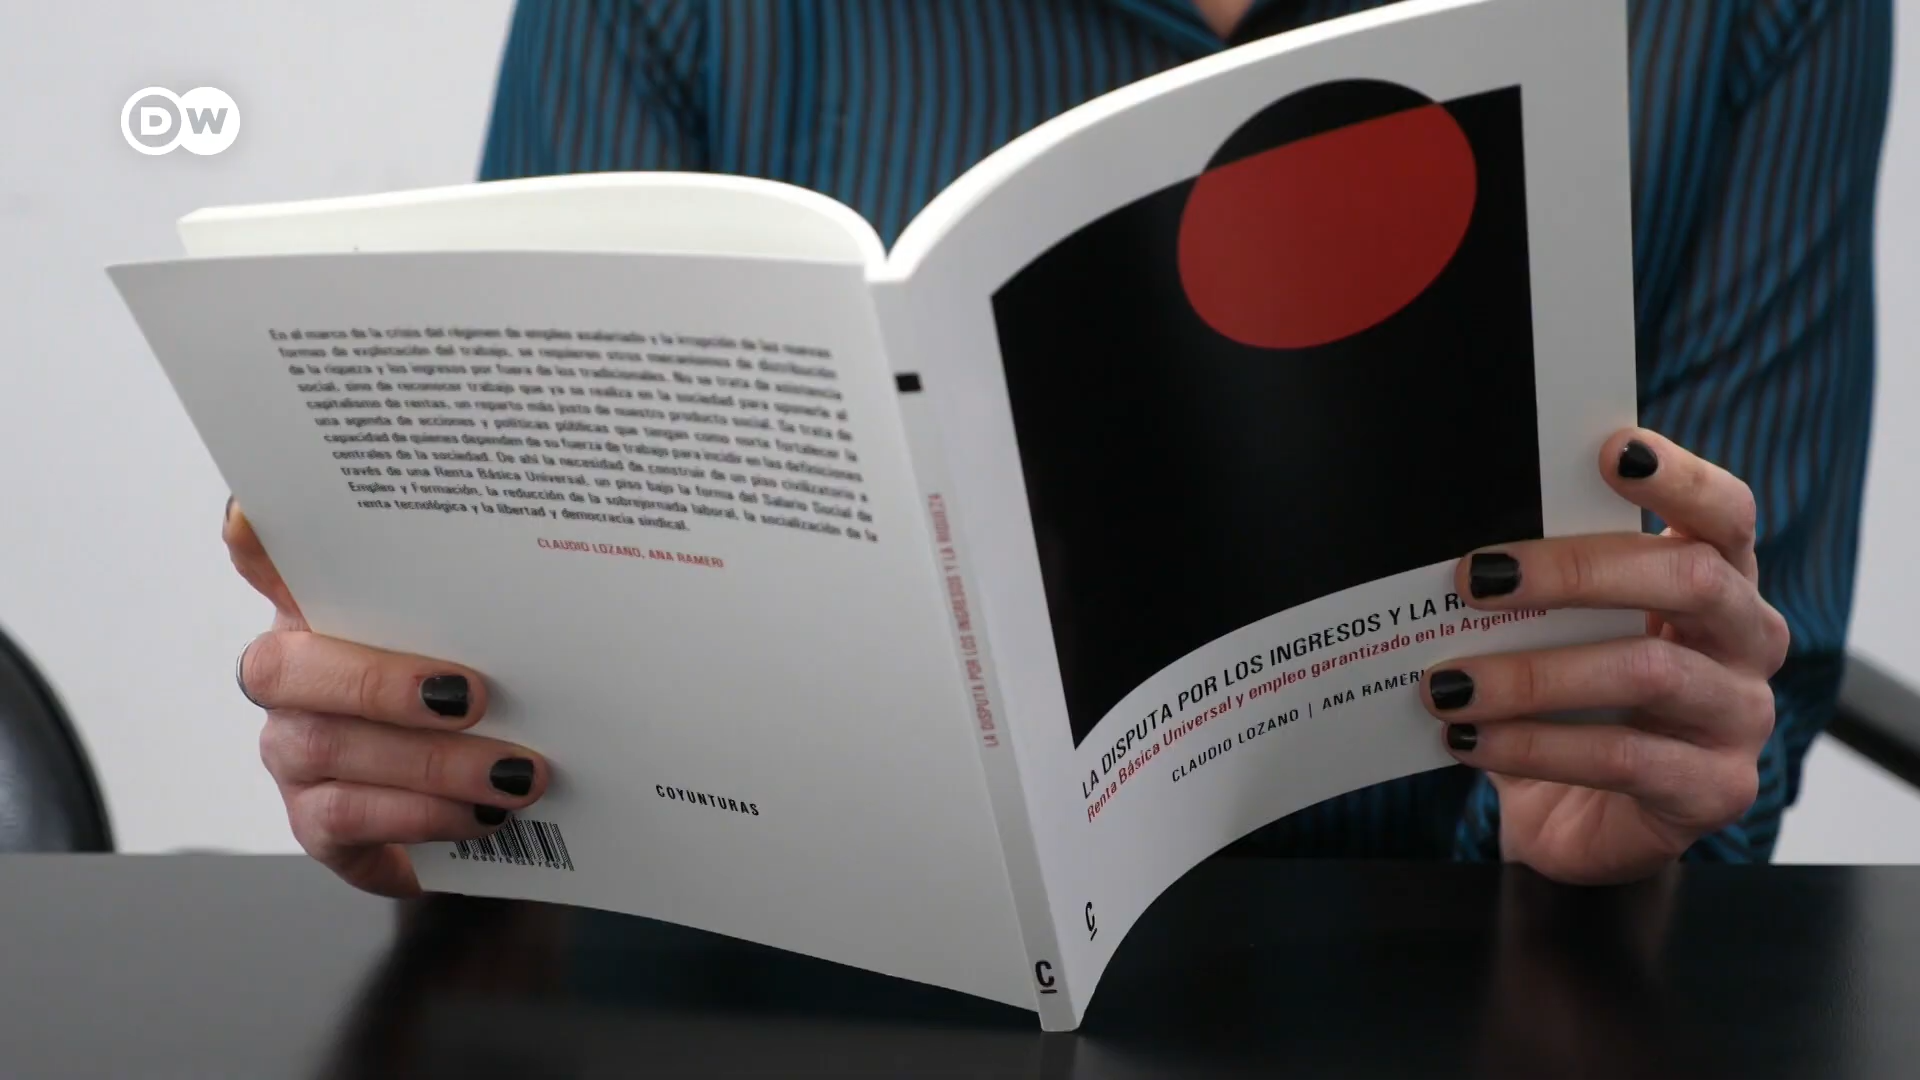 DW
En el marco de la crisis del régimen de empleo asalariado y la irrupción de las nuevas
formas de explotación del trabajo, se requieren otros mecanismos de distribución
de la riqueza y los ingresos por fuera de los tradicionales. No se trata de asistencia
social, sino de reconocer trabajo que ya se realiza en la sociedad para oponerle al
capitalismo de rentas, un reparto más justo de nuestro producto social. Se trata de
una agenda de acciones y políticas públicas que tengan como norte fortalecer la
capacidad de quienes dependen de su fuerza de trabajo para incidir en las definiciones
centrales de la sociedad. De ahí la necesidad de construir de un piso civilizatorio a
través de una Renta Básica Universal, un piso bajo la forma del Salario Social de
Empleo y Formación, la reducción de la sobrejornada laboral, la socialización de la
renta tecnológica y la libertad y democracia sindical.
CLAUDIO LOZANO, ANA RAMERI
COYUNTURAS
LA DISPUTA POR LOS INGRESOS Y LA RIQUEZA
C
LA DISPUTA POR LOS INGRESOS Y LA
Renta Básica Universal y empleo garantizado en la Argentina
CLAUDIO LOZANO | ANA RAMERI
C